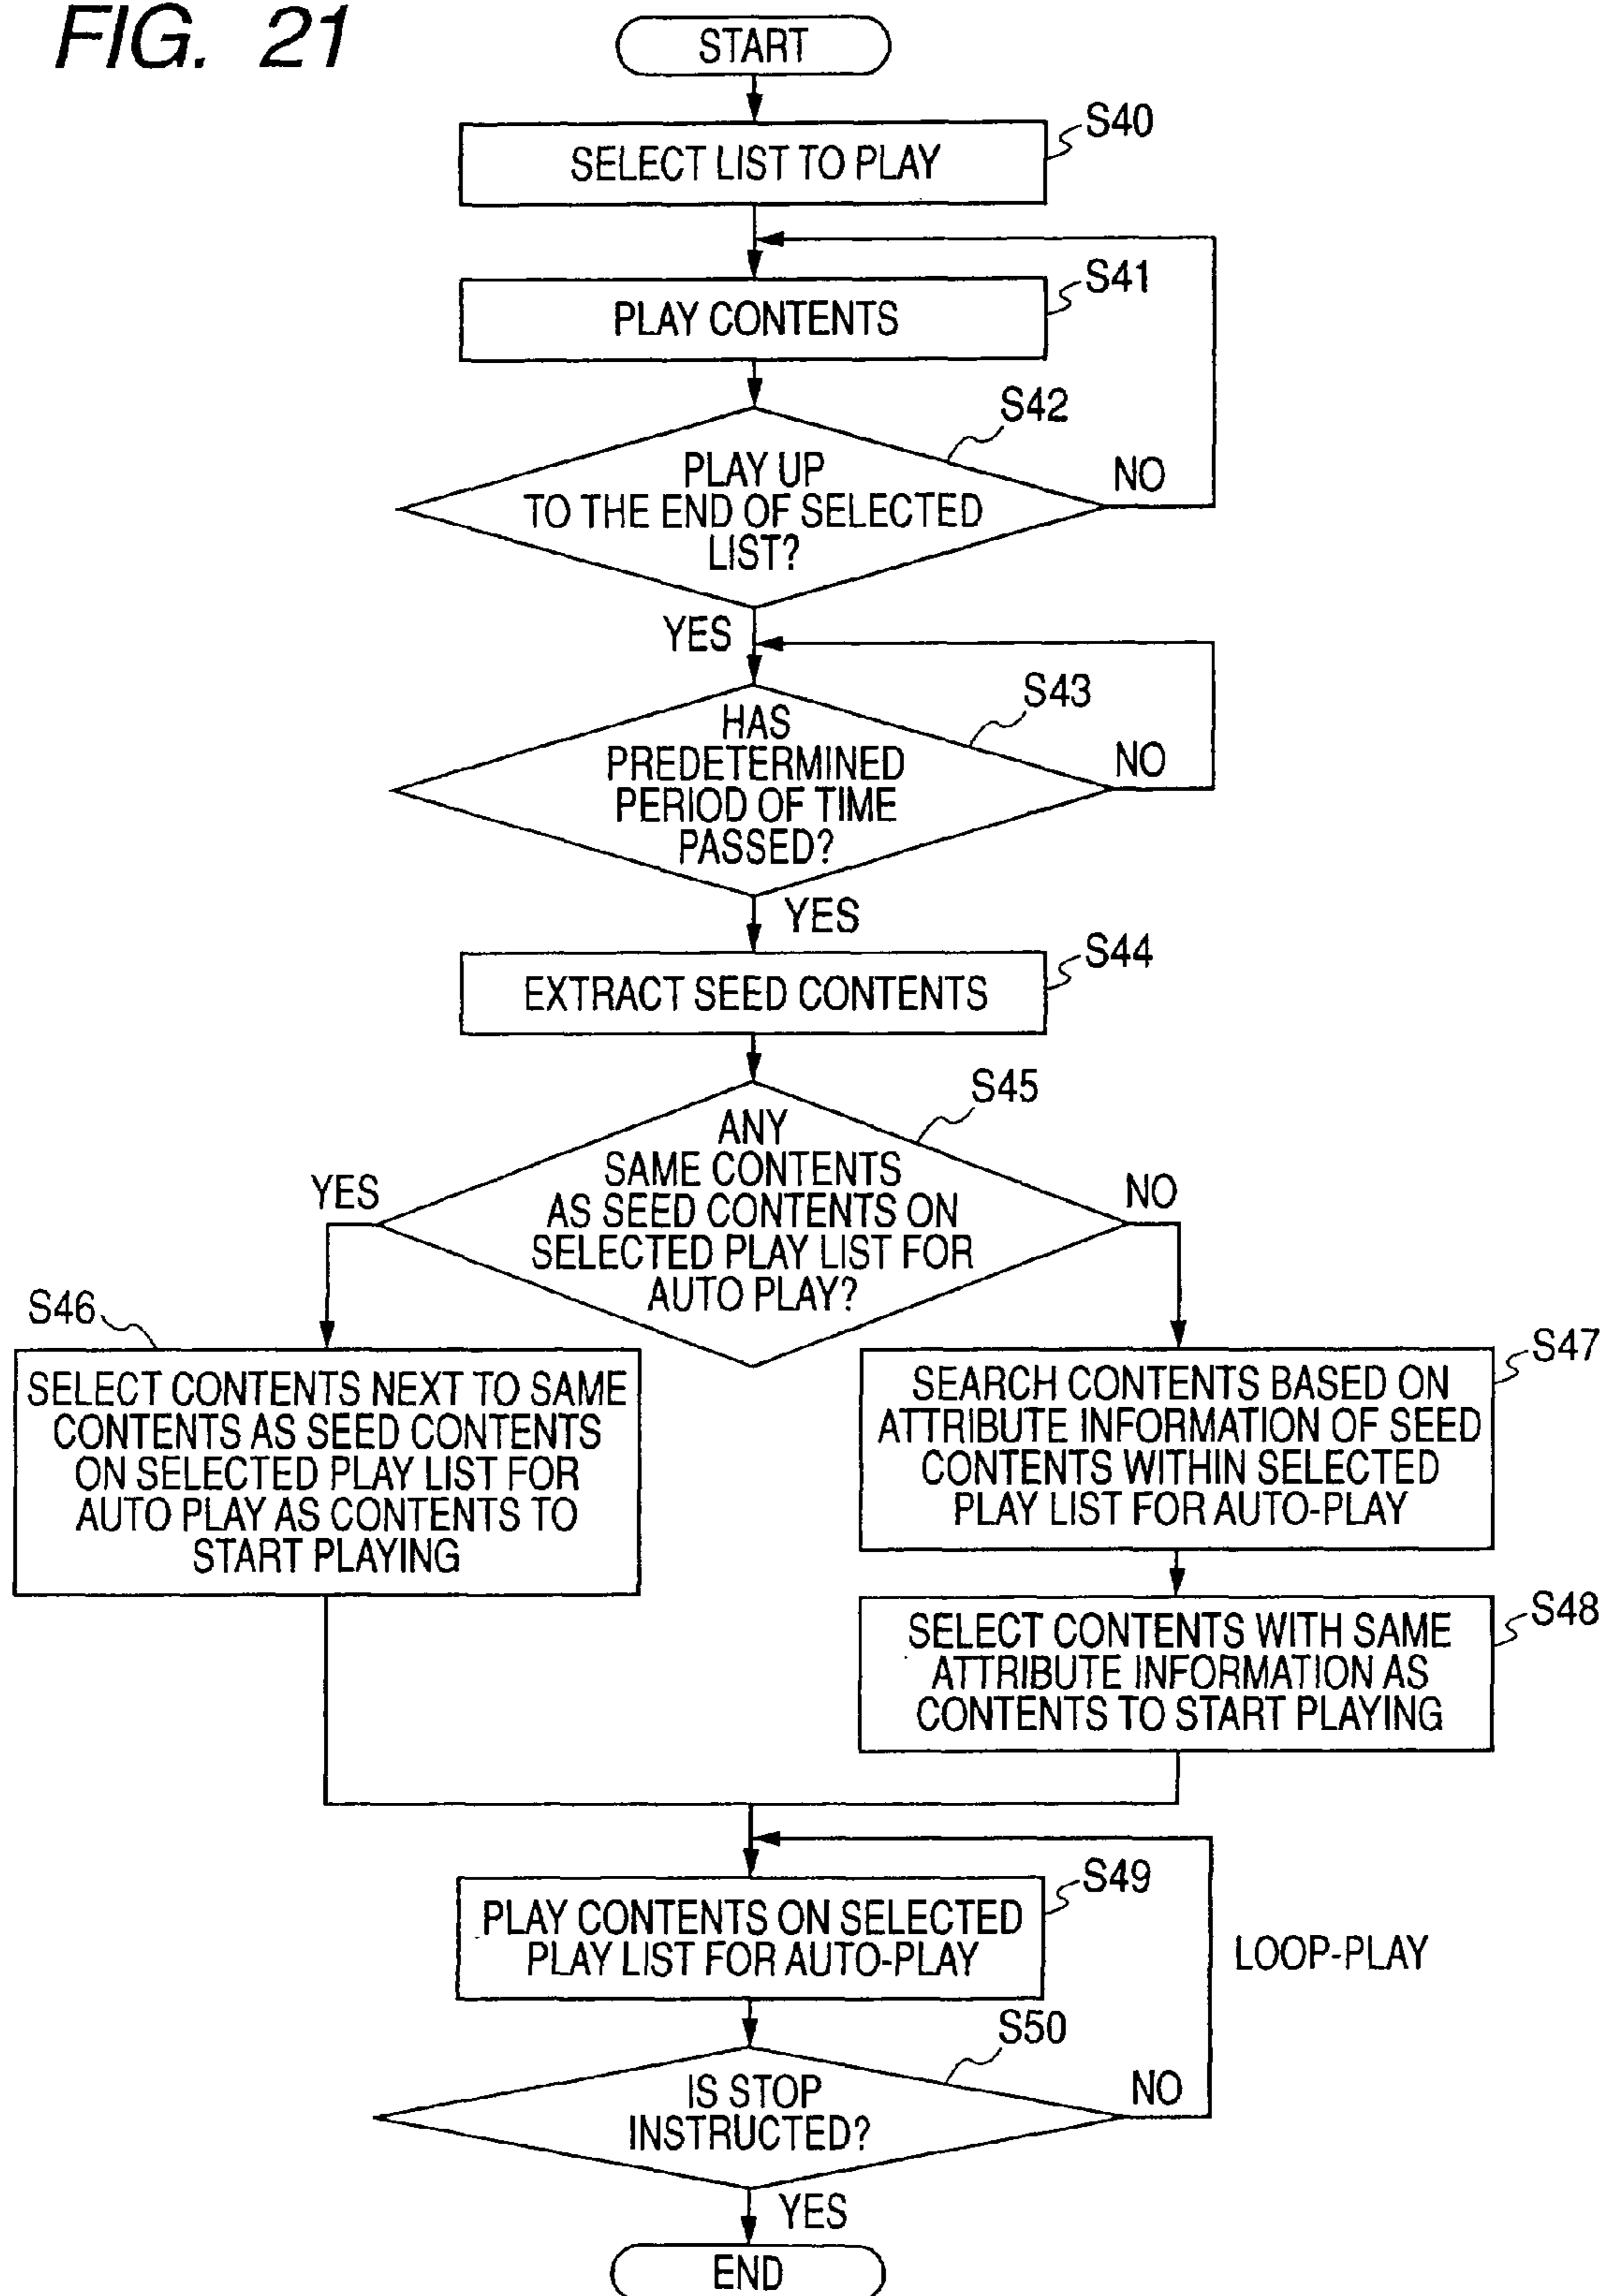 FIG. 21
START
S40
SELECT LIST TO PLAY
S41
PLAY CONTENTS
S42
PLAY UP
TO THE END OF SELECTED
LIST?
NO
YES
S43
HAS
PREDETERMINED
PERIOD OF TIME
PASSED?
NO
YES
S44
EXTRACT SEED CONTENTS
S45
ANY
SAME CONTENTS
AS SEED CONTENTS ON
SELECTED PLAY LIST FOR
AUTO PLAY?
YES
NO
S46
SELECT CONTENTS NEXT TO SAME
CONTENTS AS SEED CONTENTS
ON SELECTED PLAY LIST FOR
AUTO PLAY AS CONTENTS TO
START PLAYING
S47
SEARCH CONTENTS BASED ON
ATTRIBUTE INFORMATION OF SEED
CONTENTS WITHIN SELECTED
PLAY LIST FOR AUTO-PLAY
S48
SELECT CONTENTS WITH SAME
ATTRIBUTE INFORMATION AS
CONTENTS TO START PLAYING
S49
PLAY CONTENTS ON SELECTED
PLAY LIST FOR AUTO-PLAY
LOOP-PLAY
S50
IS STOP
INSTRUCTED?
NO
YES
END